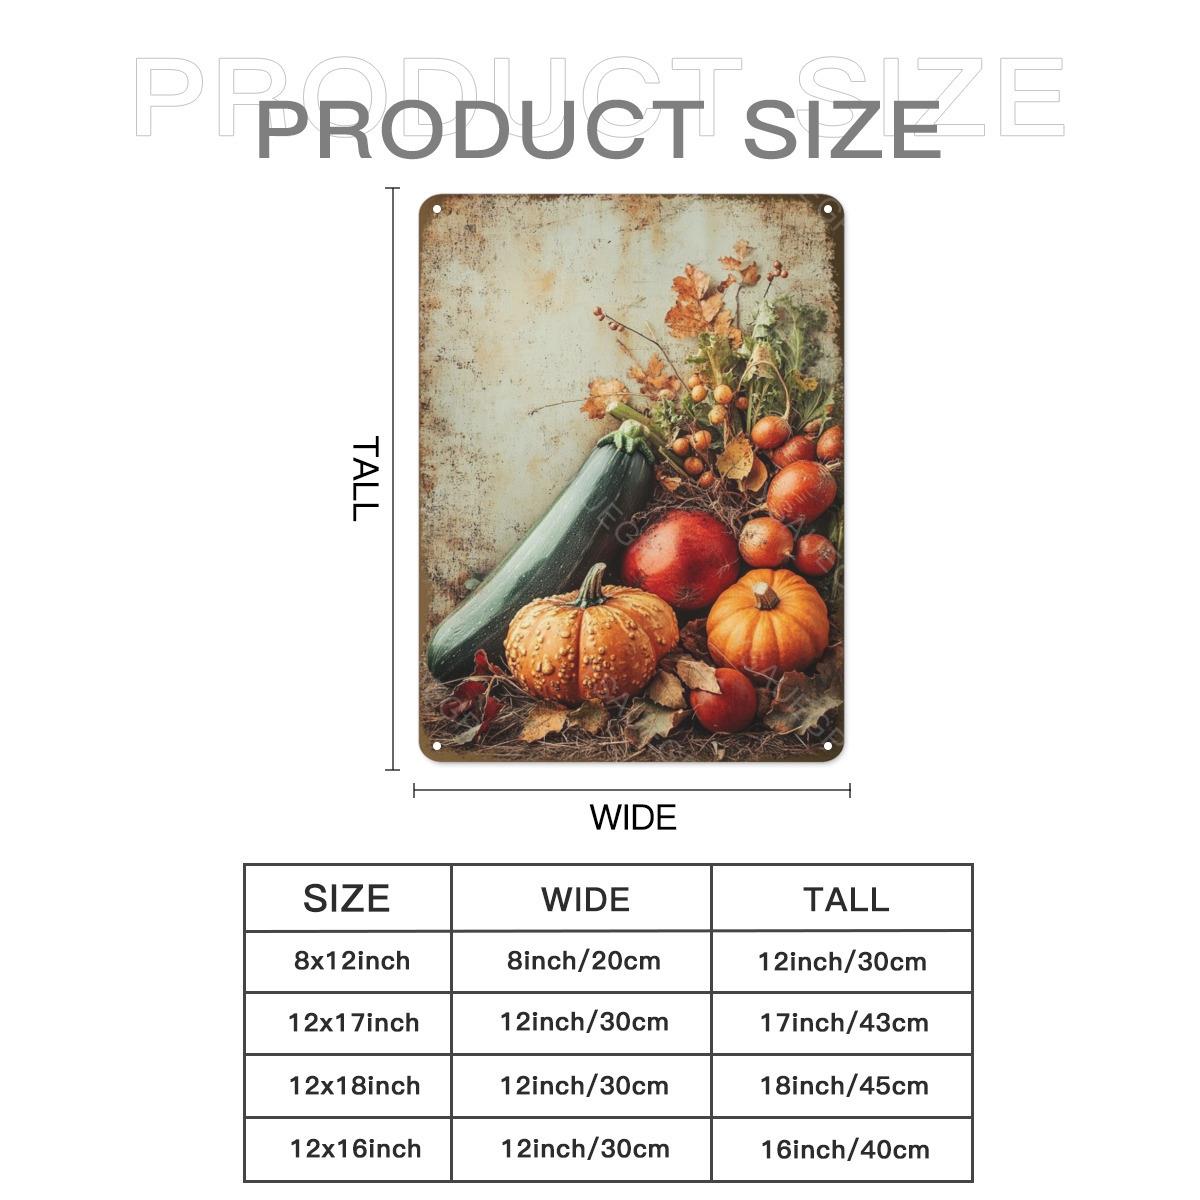 PRODUCT SIZE
PRODUCT SIZE
TALL
WIDE
SIZE WIDE TALL
8x12inch 8inch/20cm 12inch/30cm
12x17inch 12inch/30cm 17inch/43cm
12x18inch 12inch/30cm 18inch/45cm
12x16inch 12inch/30cm 16inch/40cm